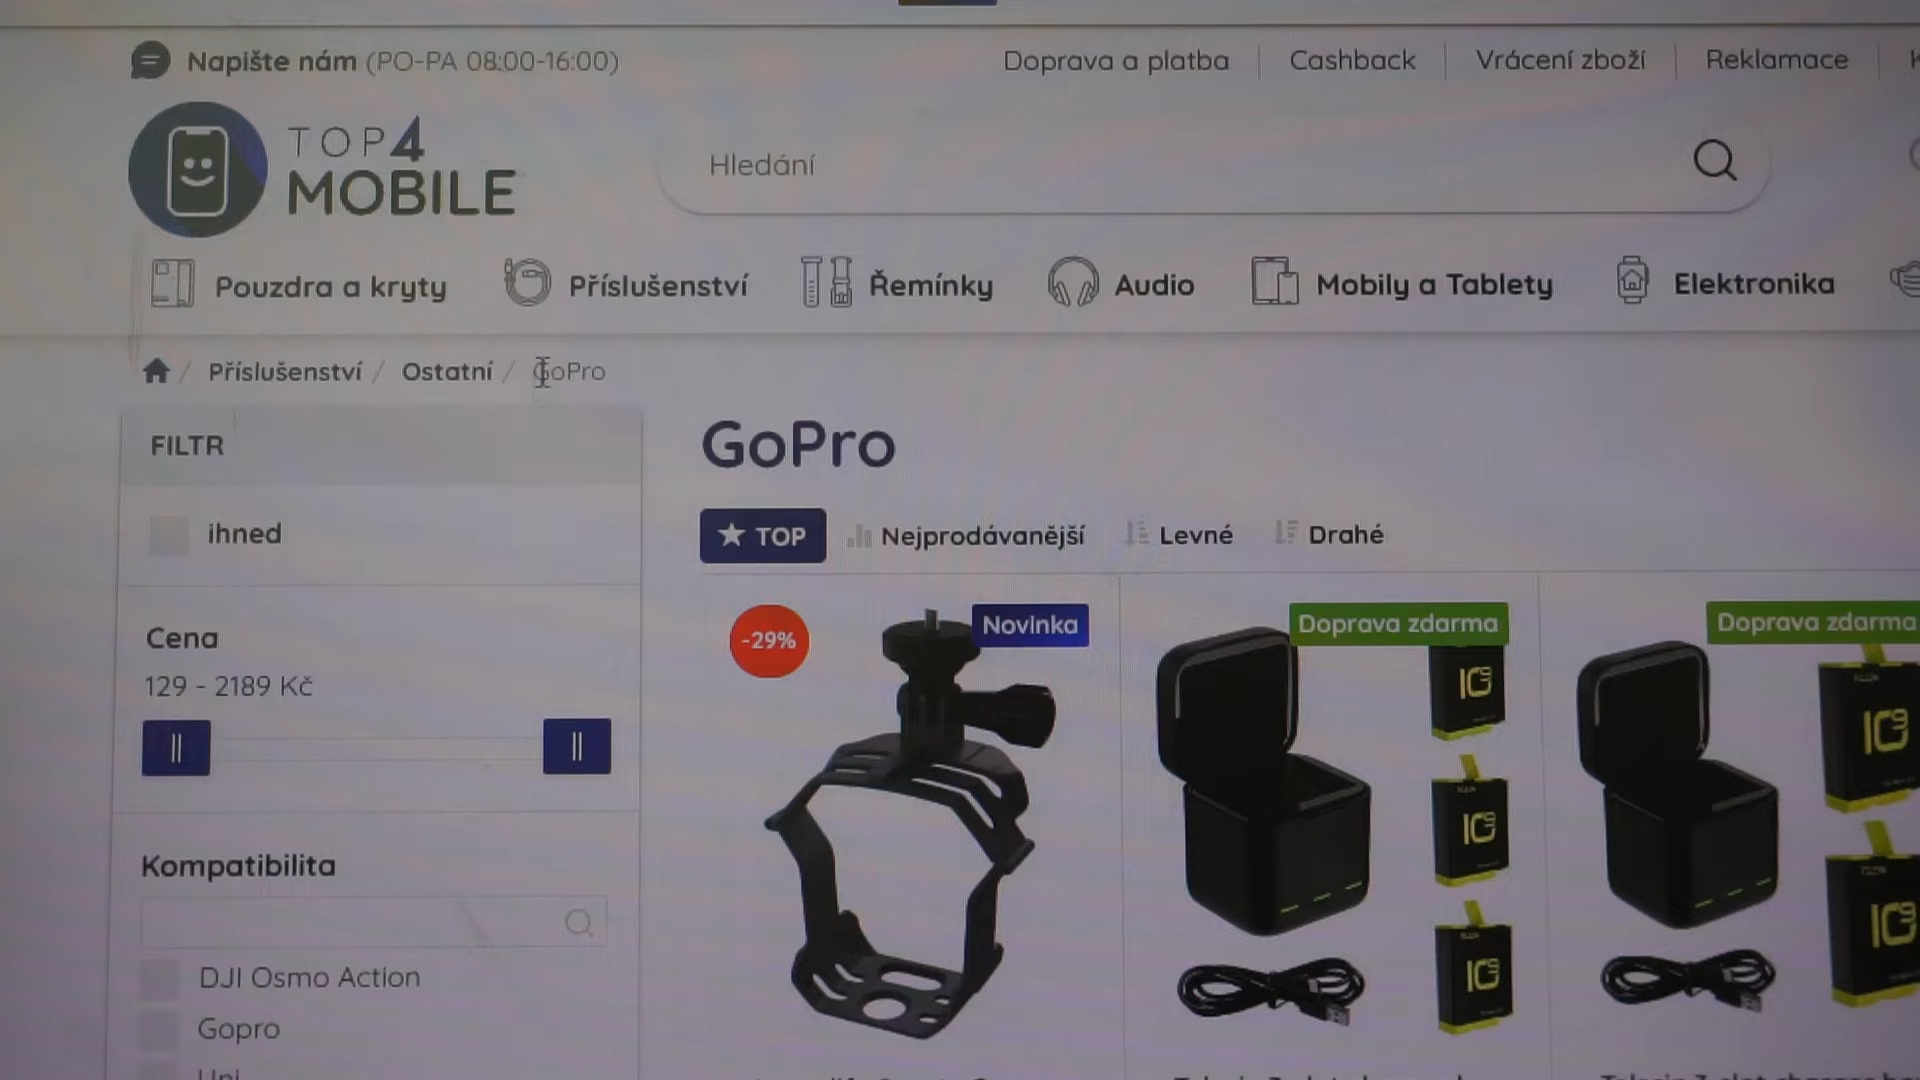 Napište nám (PO-PA 08:00-16:00)
Doprava a platba
Cashback
Vrácení zboží
Reklamace
TOP4
MOBILE
Hledání
Pouzdra a kryty
Příslušenství
Řemínky
Audio
Mobily a Tablety
Elektronika
/ Příslušenství / Ostatní / GoPro
FILTR
ihned
Cena
129 - 2189 Kč
Kompatibilita
DJI Osmo Action
Gopro
Uni
GoPro
TOP
Nejprodávanější
Levné
Drahé
-29%
Novinka
Doprava zdarma
Doprava zdarma